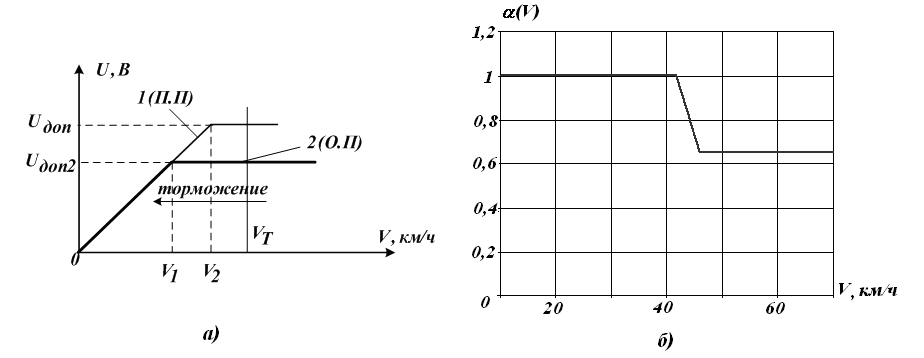 U, В
1(П.П)
U доп
2(О.П)
U доп2
торможение
V, км/ч
0
V1
V2
VT
а)
α(V)
1,2
1
0,8
0,6
0,4
0,2
0
20
40
60
V, км/ч
б)